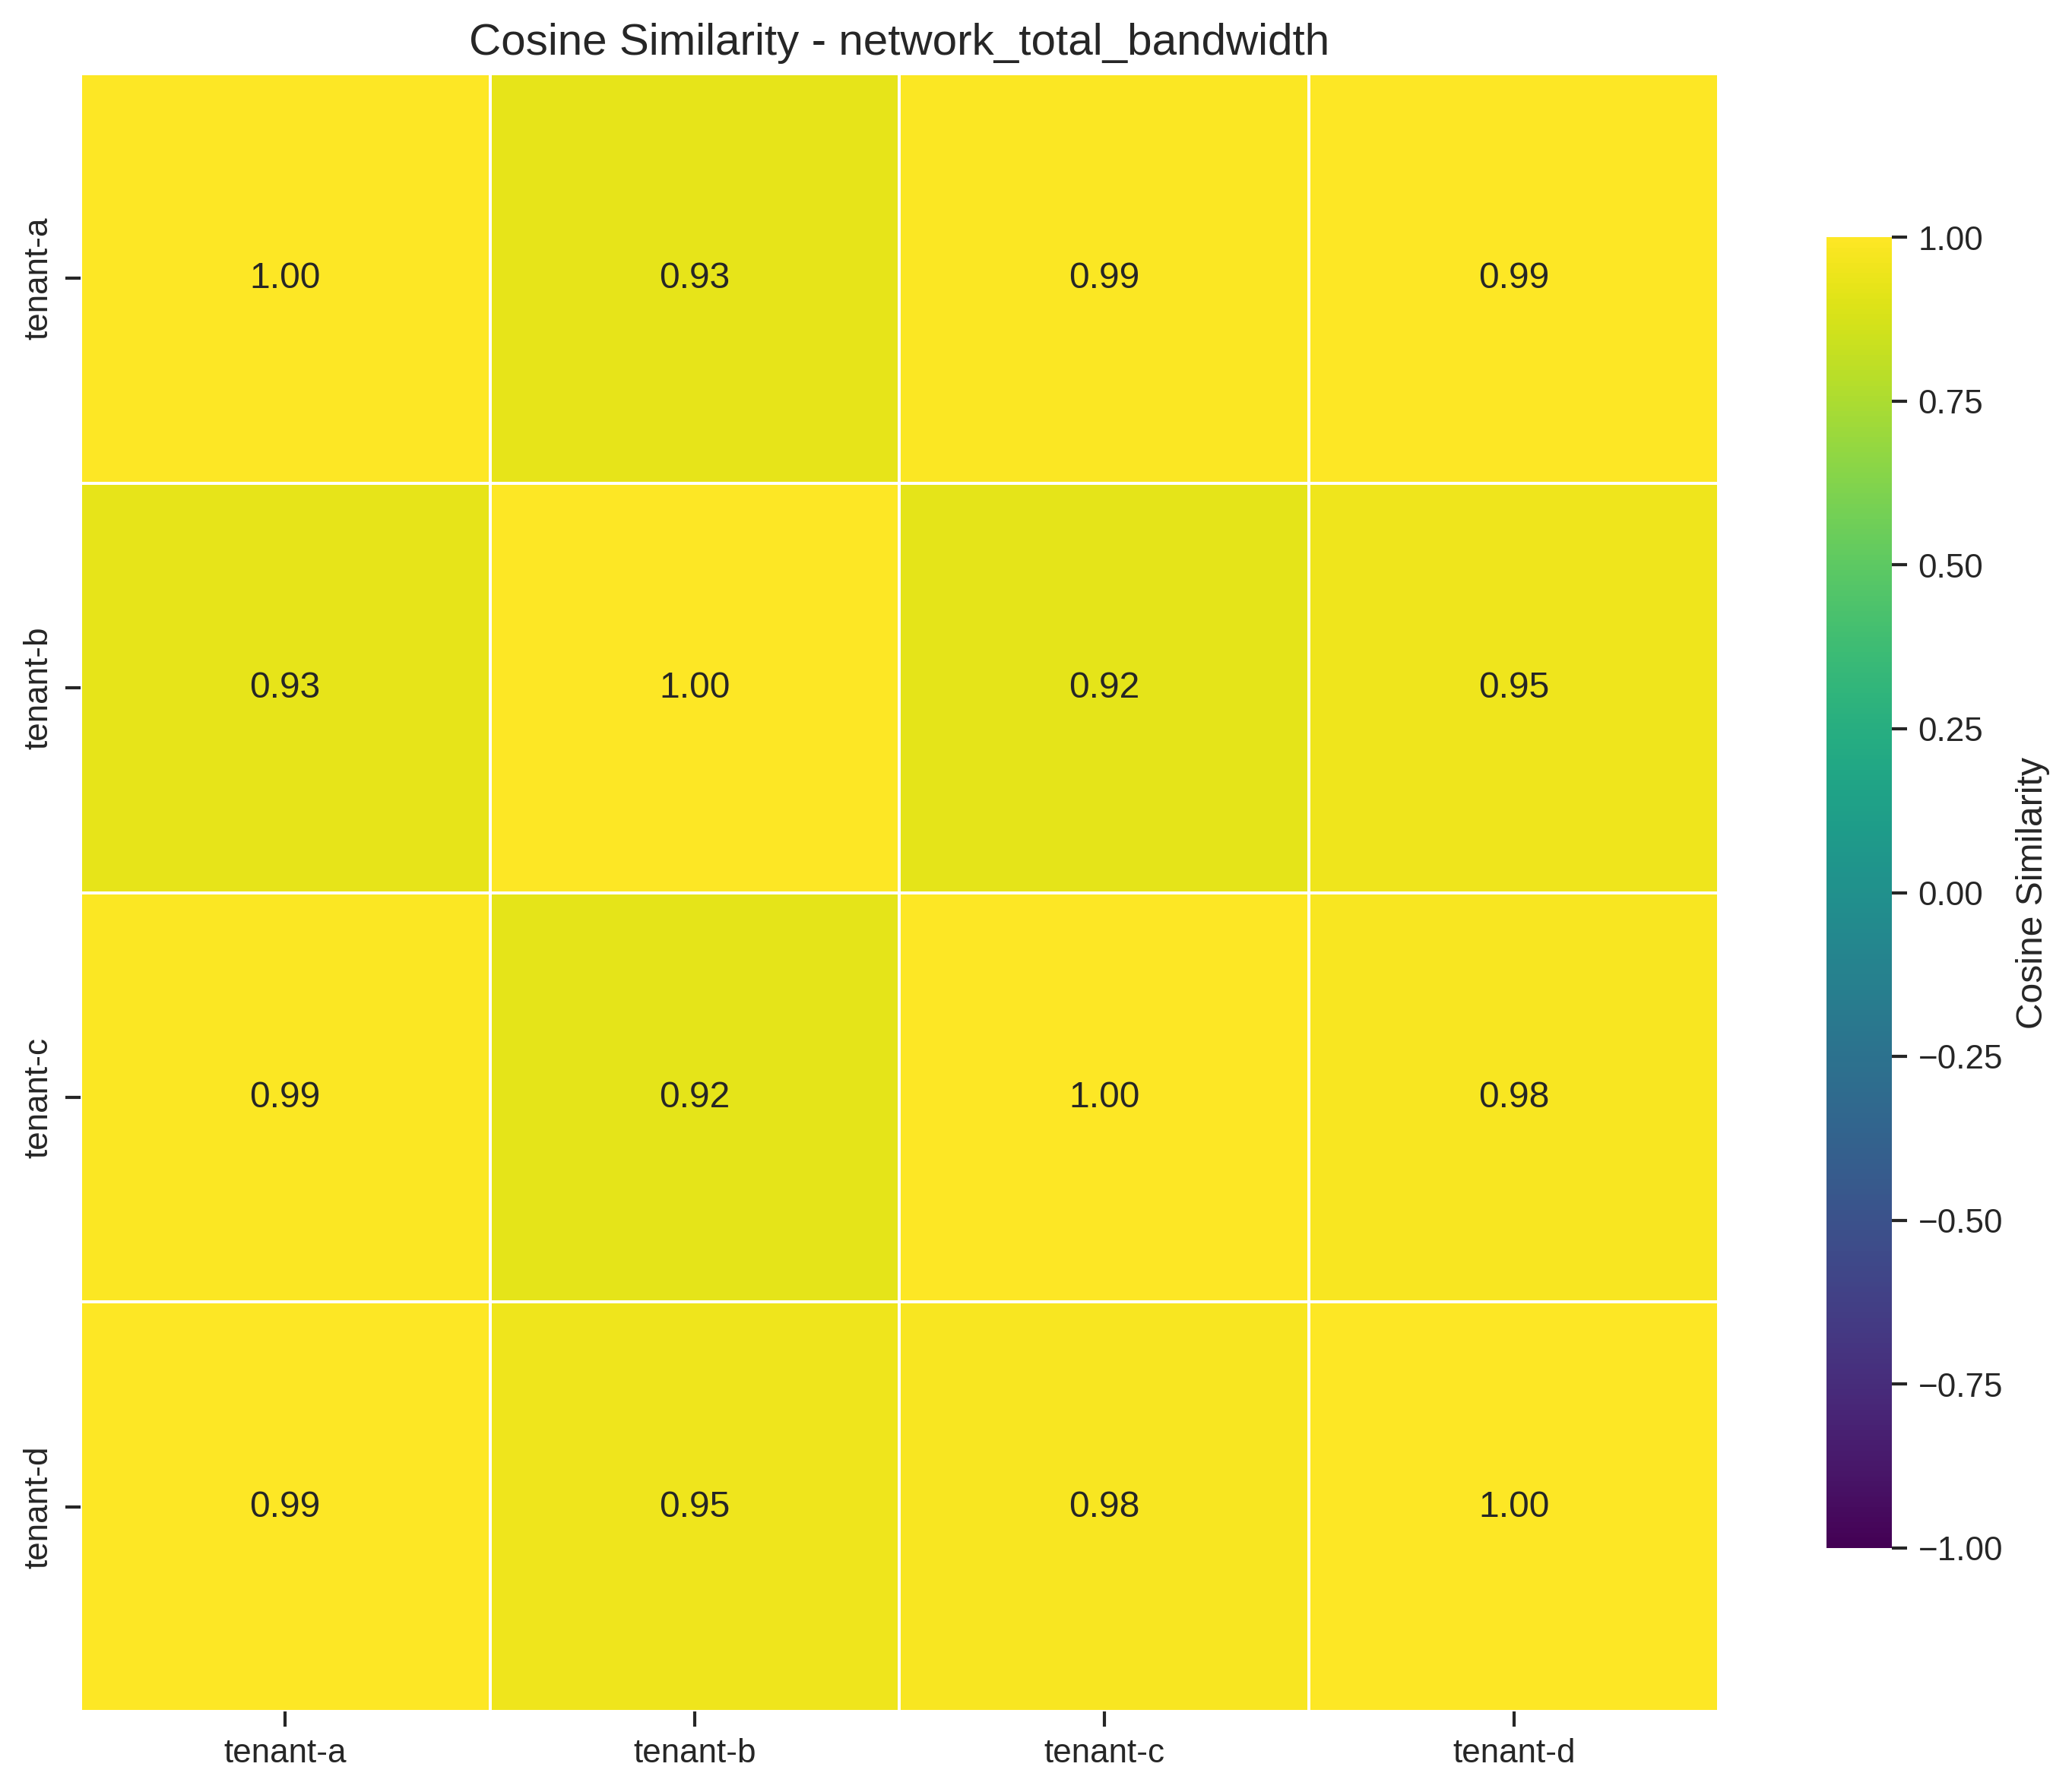 Cosine Similarity - network_total_bandwidth
tenant-a
1.00 0.93 0.99 0.99
tenant-b
0.93 1.00 0.92 0.95
tenant-c
0.99 0.92 1.00 0.98
tenant-d
0.99 0.95 0.98 1.00
tenant-a tenant-b tenant-c tenant-d
1.00
0.75
0.50
0.25
0.00
−0.25
−0.50
−0.75
−1.00
Cosine Similarity